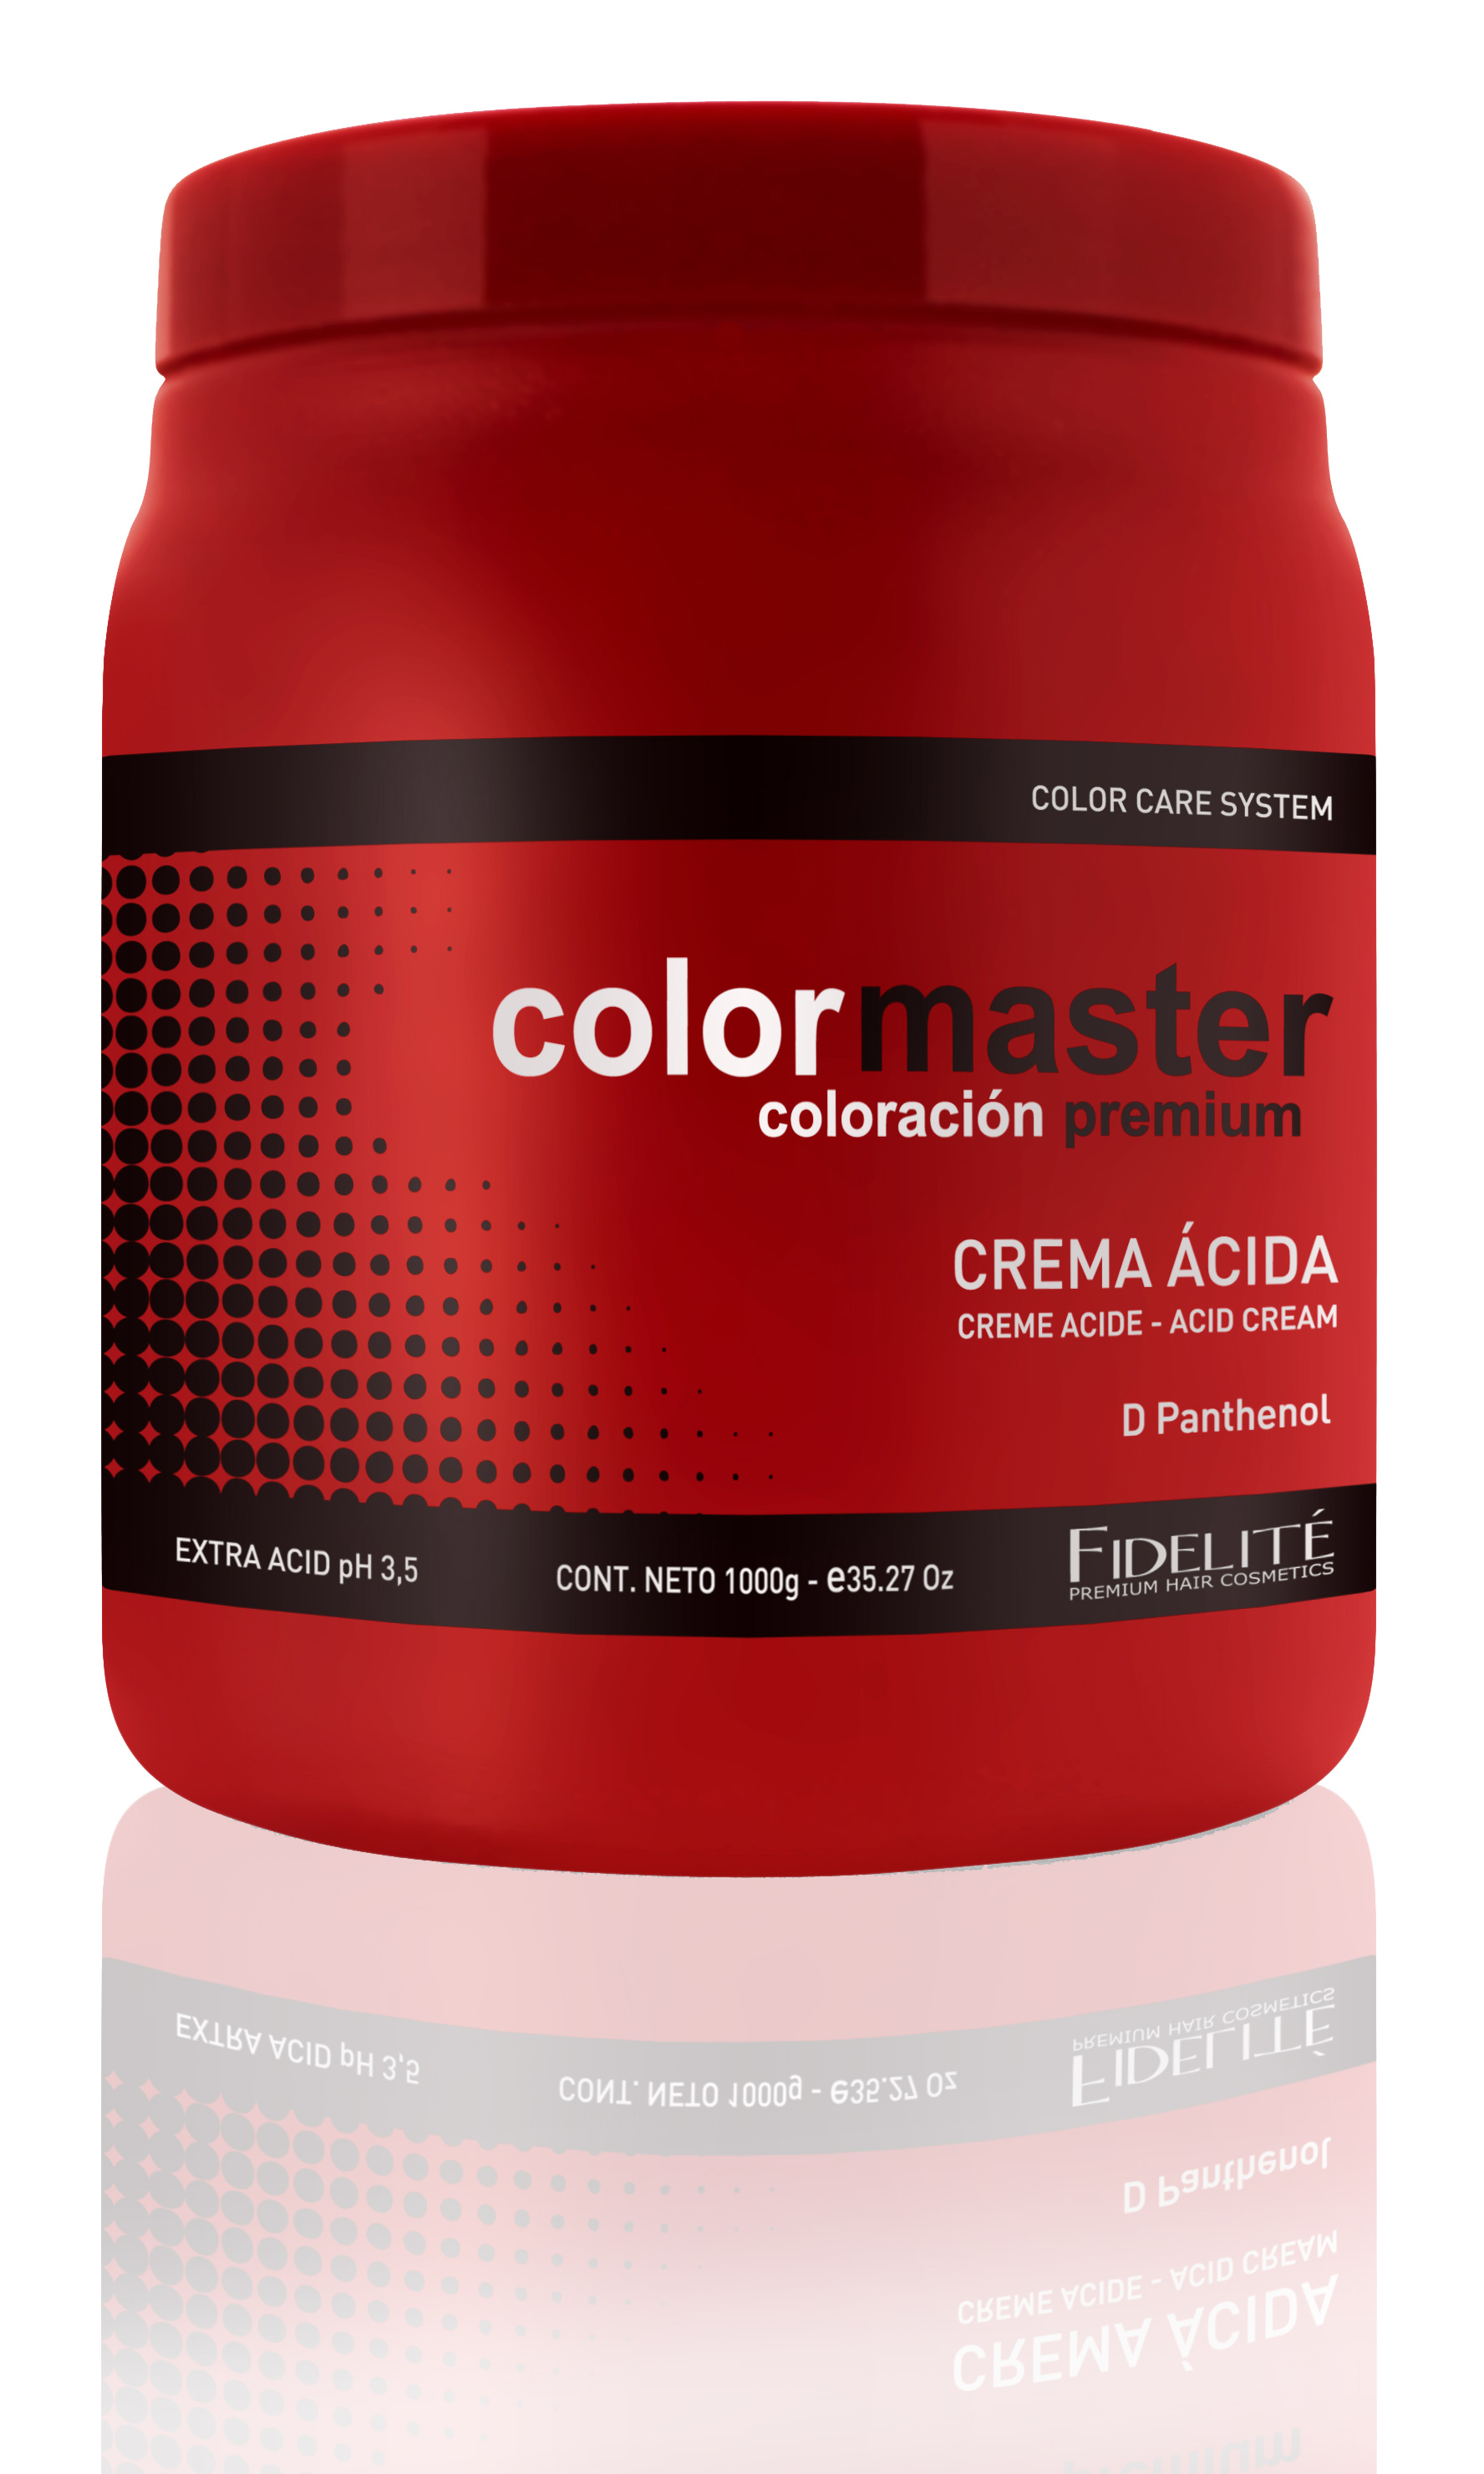 COLOR CARE SYSTEM
colormaster
coloración premium
CREMA ÁCIDA
CREME ACIDE - ACID CREAM
D Panthenol
EXTRA ACID pH 3,5
CONT. NETO 1000g - e35.27 Oz
FIDELITÉ
PREMIUM HAIR COSMETICS